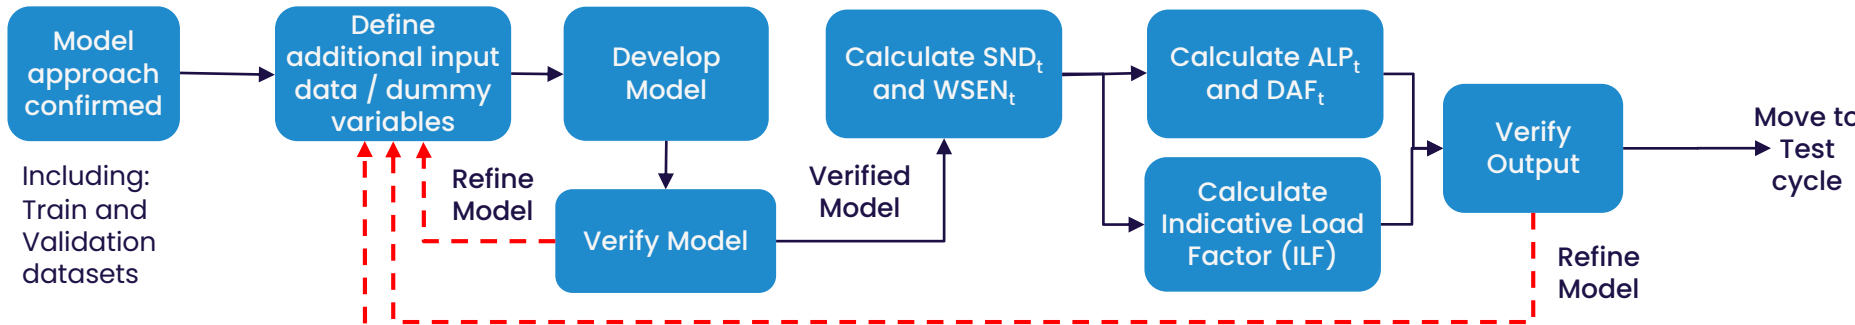 Model
approach
confirmed
Including:
Train and
Validation
datasets
Define
additional input
data / dummy
variables
Develop
Model
Refine
Model
Verify Model
Verified
Model
Calculate SNDt
and WSENt
Calculate ALPt
and DAFt
Calculate
Indicative Load
Factor (ILF)
Verify
Output
Refine
Model
Move to
Test
cycle